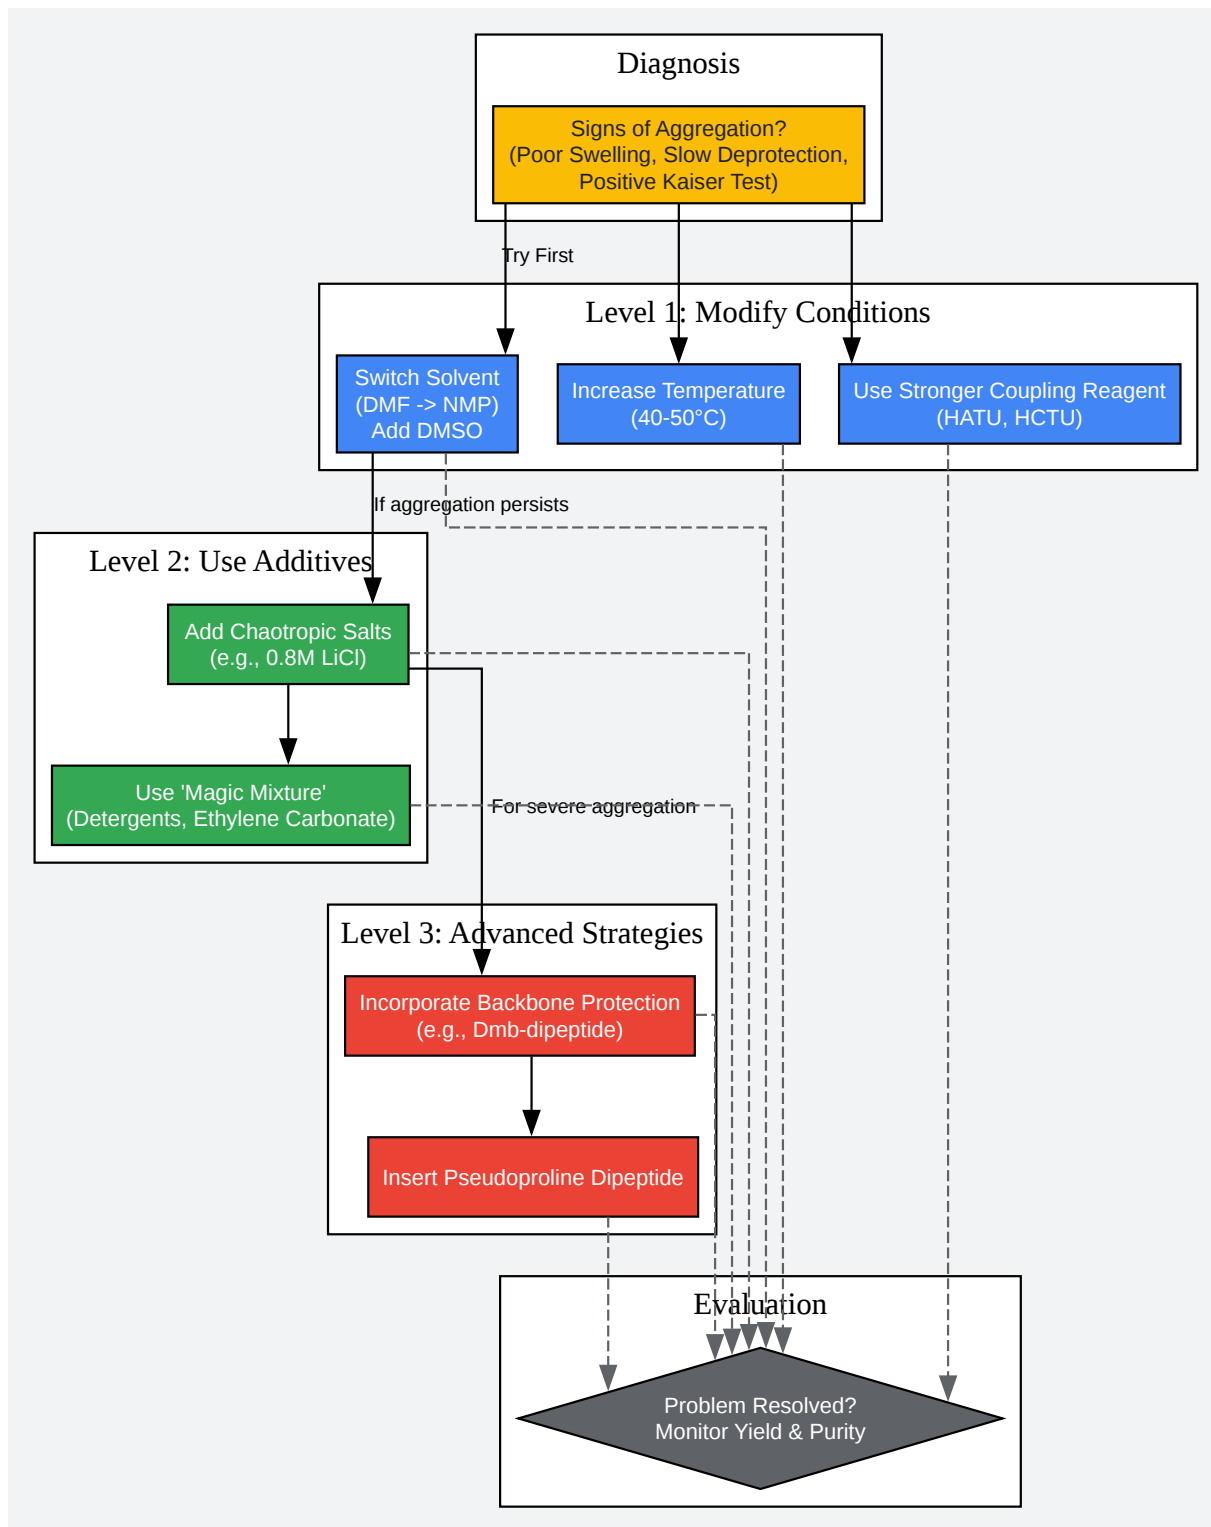 Diagnosis
Signs of Aggregation?
(Poor Swelling, Slow Deprotection,
Positive Kaiser Test)
Try First
Level 1: Modify Conditions
Switch Solvent
(DMF -> NMP)
Add DMSO
Increase Temperature
(40-50°C)
Use Stronger Coupling Reagent
(HATU, HCTU)
If aggregation persists
Level 2: Use Additives
Add Chaotropic Salts
(e.g., 0.8M LiCl)
Use 'Magic Mixture'
(Detergents, Ethylene Carbonate)
For severe aggregation
Level 3: Advanced Strategies
Incorporate Backbone Protection
(e.g., Dmb-dipeptide)
Insert Pseudoproline Dipeptide
Evaluation
Problem Resolved?
Monitor Yield & Purity